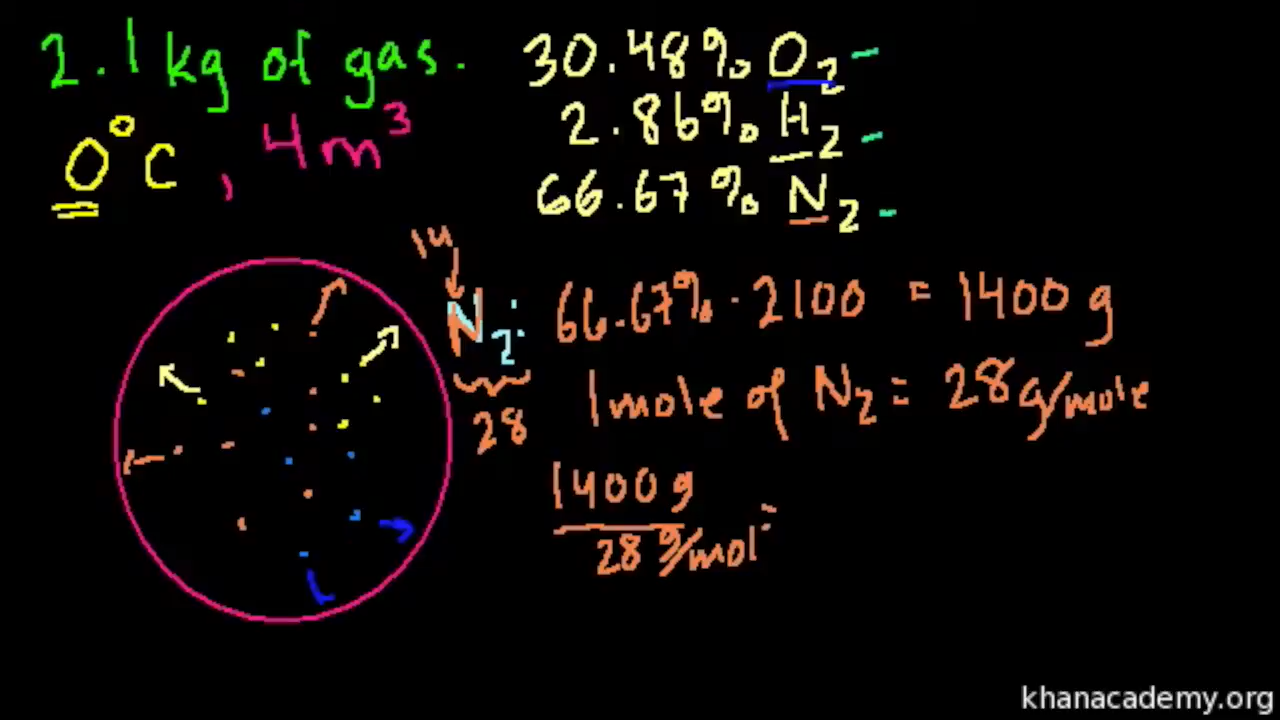 2.1 kg of gas.
0°C, 4m³
30.48% O₂ -
2.86% H₂ -
66.67% N₂ -
14
N₂: 66.67% · 2100 = 1400 g
28
1 mole of N₂ = 28 g/mole
1400 g
28 g/mol =
khanacademy.org